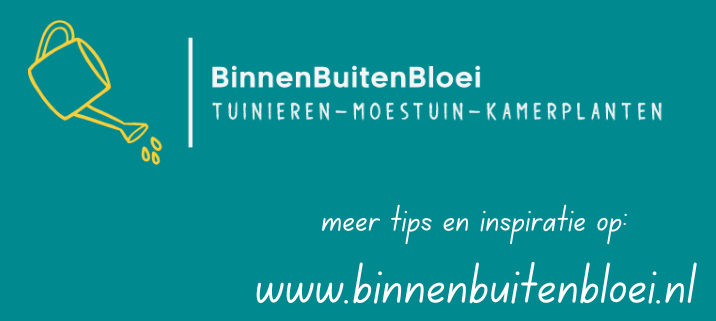 BinnenBuitenBloei
TUINIEREN-MOESTUIN-KAMERPLANTEN
meer tips en inspiratie op:
www.binnenbuitenbloei.nl